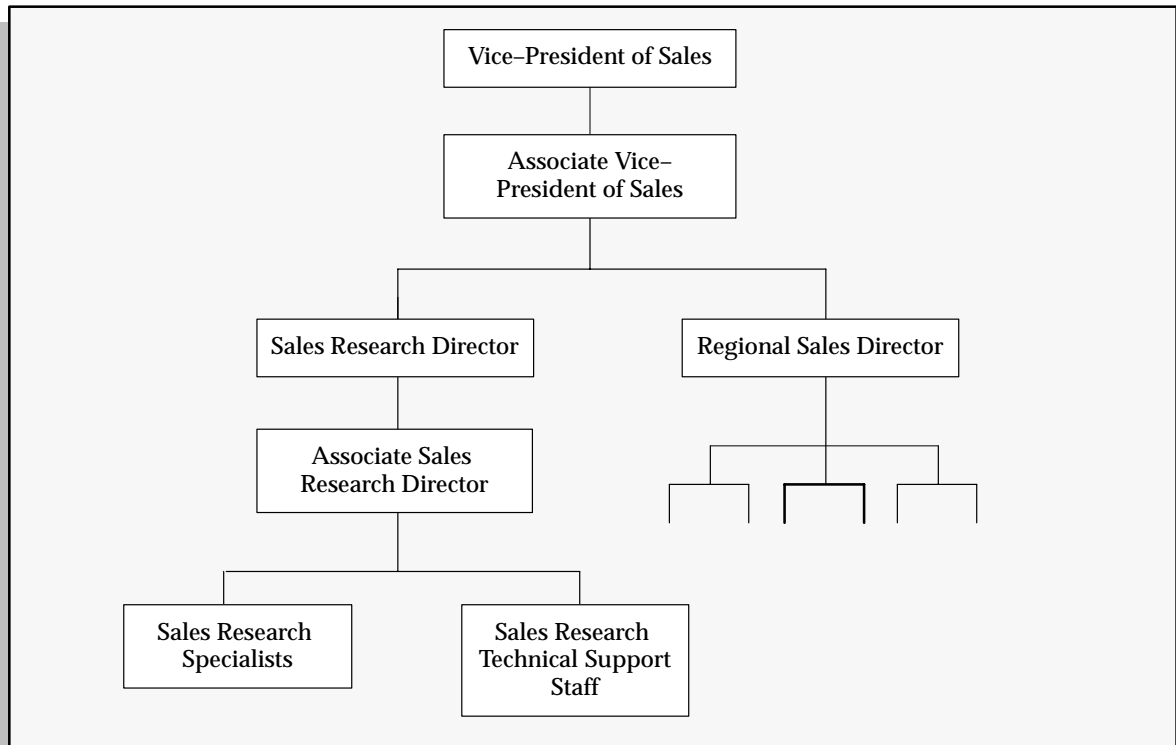 Vice–President of Sales
Associate Vice–
President of Sales
Sales Research Director
Regional Sales Director
Associate Sales
Research Director
Sales Research
Specialists
Sales Research
Technical Support
Staff